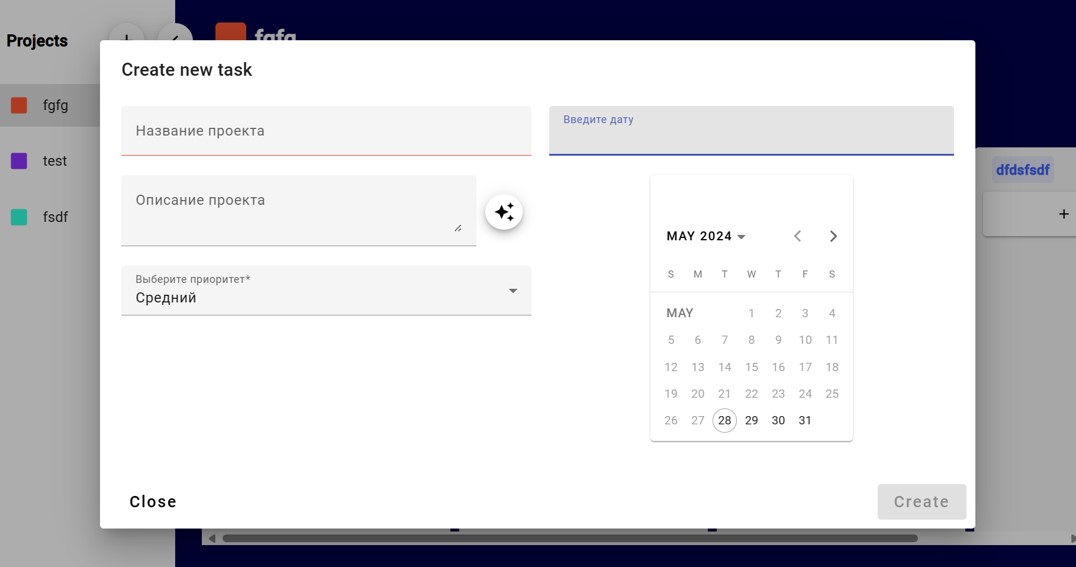 Projects
fgfg
fgfg
test
fsdf
dfdsfsdf
+
Create new task
Название проекта
Введите дату
Описание проекта
Выберите приоритет*
Средний
MAY 2024
S M T W T F S
MAY 1 2 3 4
5 6 7 8 9 10 11
12 13 14 15 16 17 18
19 20 21 22 23 24 25
26 27 28 29 30 31
Close
Create